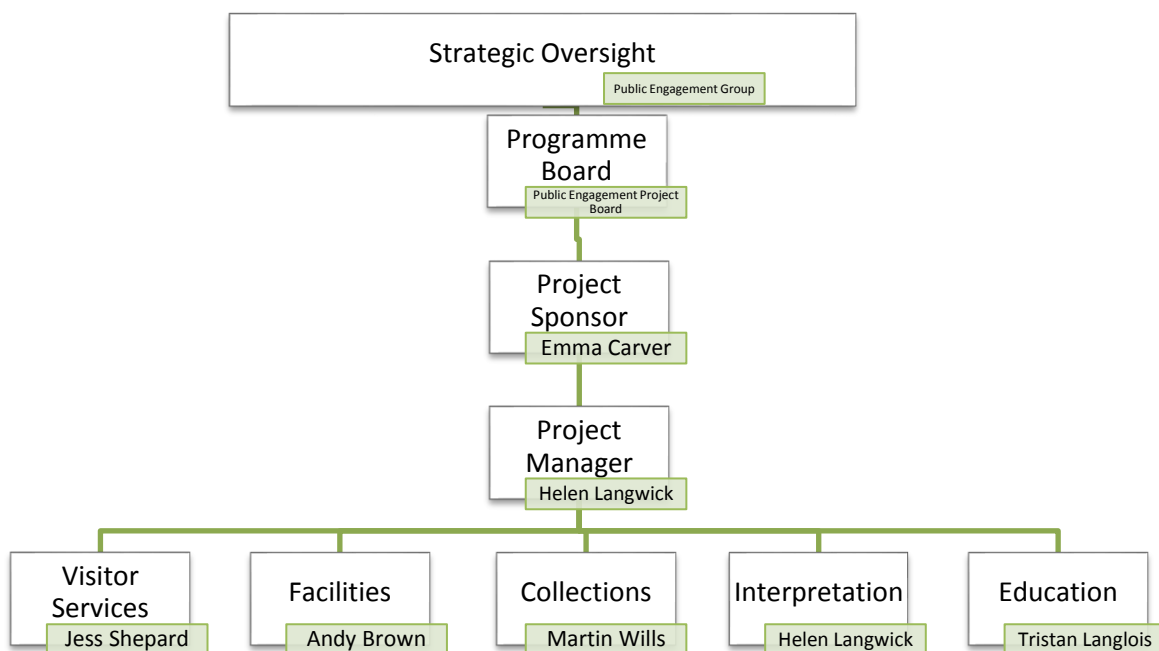 Strategic Oversight
Public Engagement Group
Programme
Board
Public Engagement Project
Board
Project
Sponsor
Emma Carver
Project
Manager
Helen Langwick
Visitor
Services
Jess Shepard
Facilities
Andy Brown
Collections
Martin Wills
Interpretation
Helen Langwick
Education
Tristan Langlois